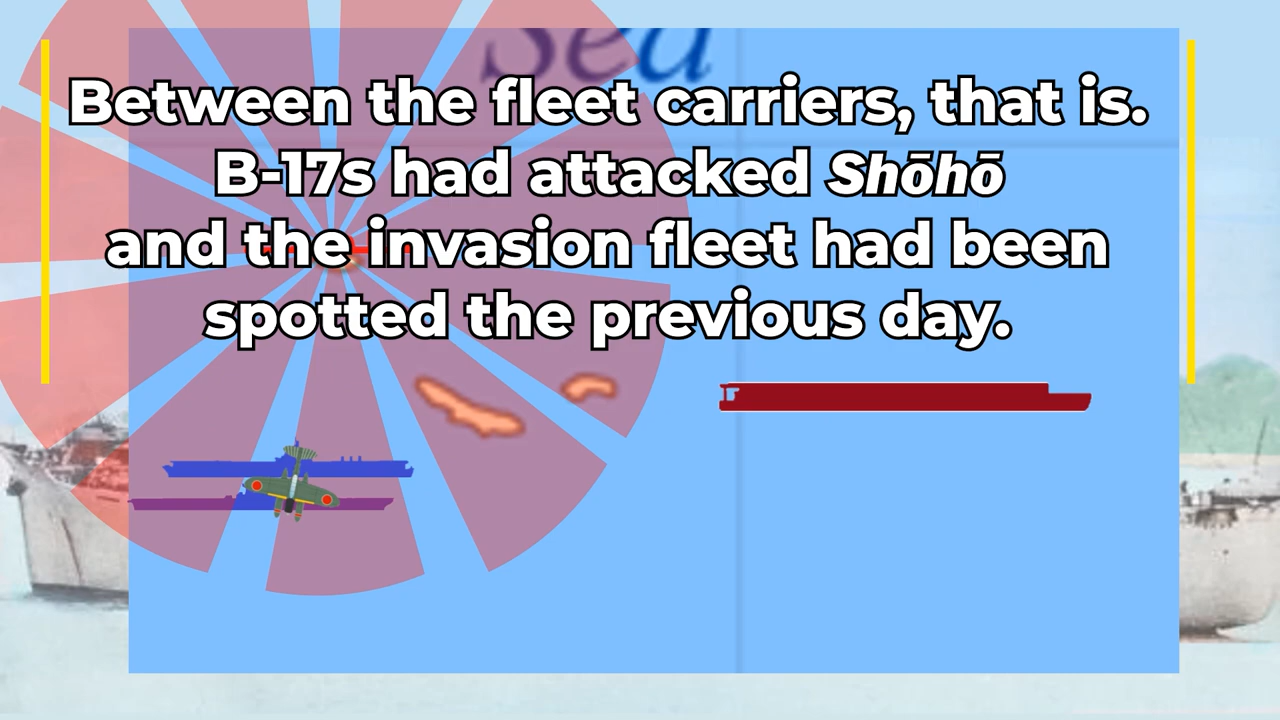 Sea
Between the fleet carriers, that is.
B-17s had attacked Shōhō
and the invasion fleet had been
spotted the previous day.